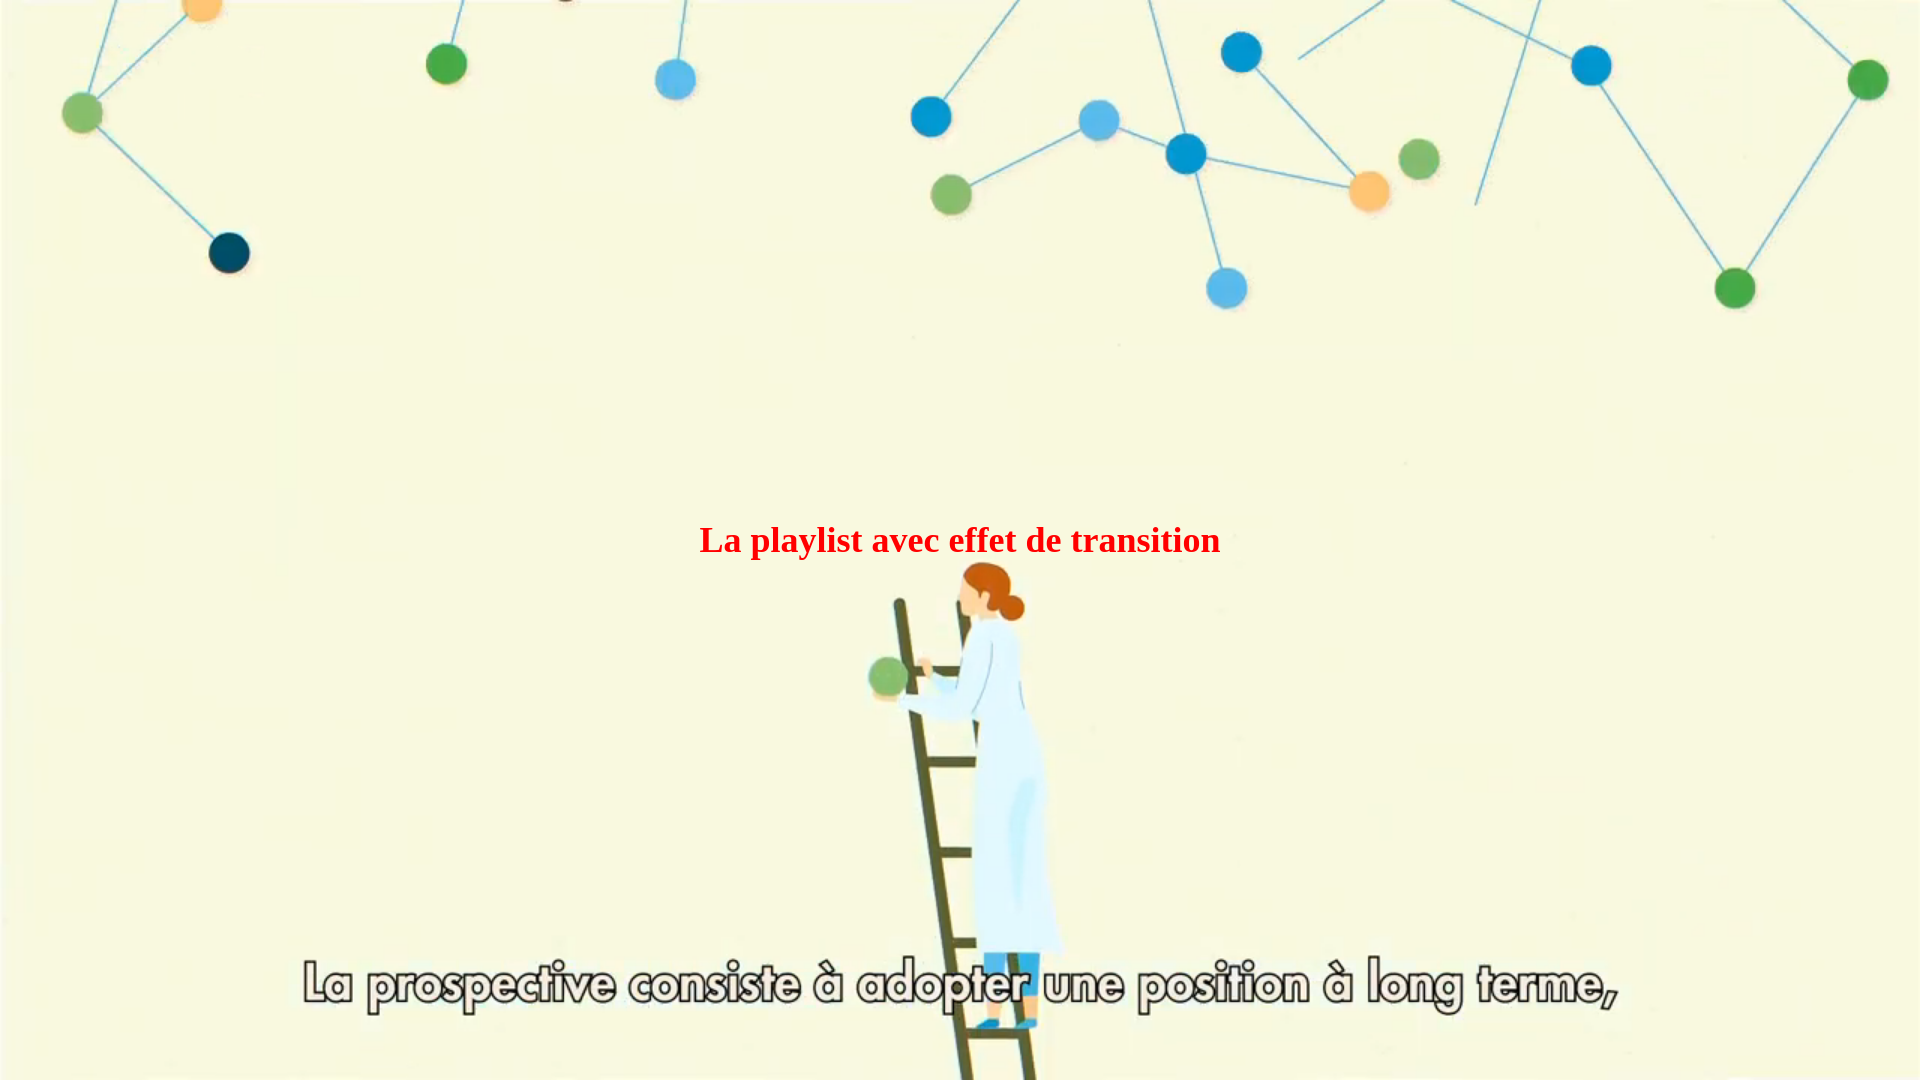 La playlist avec effet de transition
La prospective consiste à adopter une position à long terme,